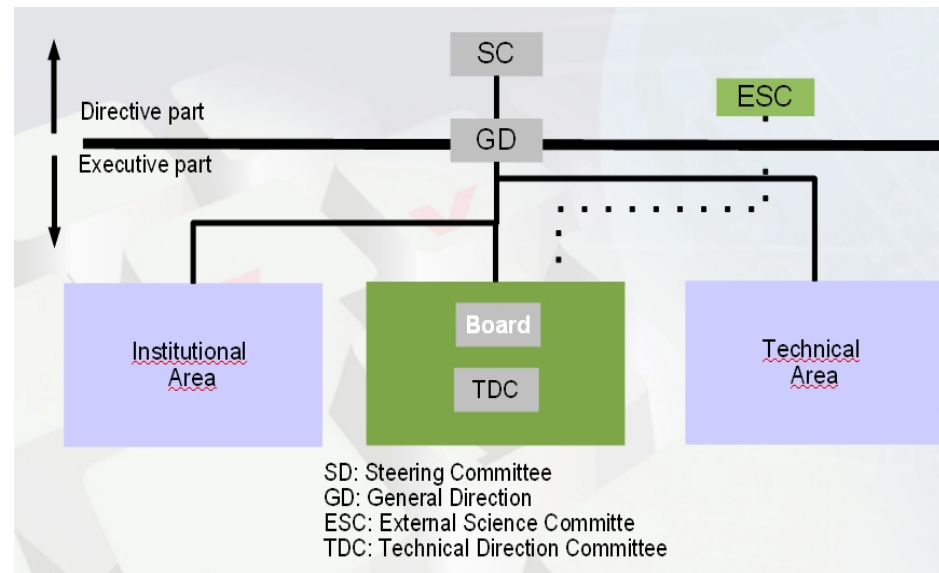 SC
ESC
Directive part
GD
Executive part
Institutional
Area
Board
TDC
Technical
Area
SD: Steering Committee
GD: General Direction
ESC: External Science Committe
TDC: Technical Direction Committee